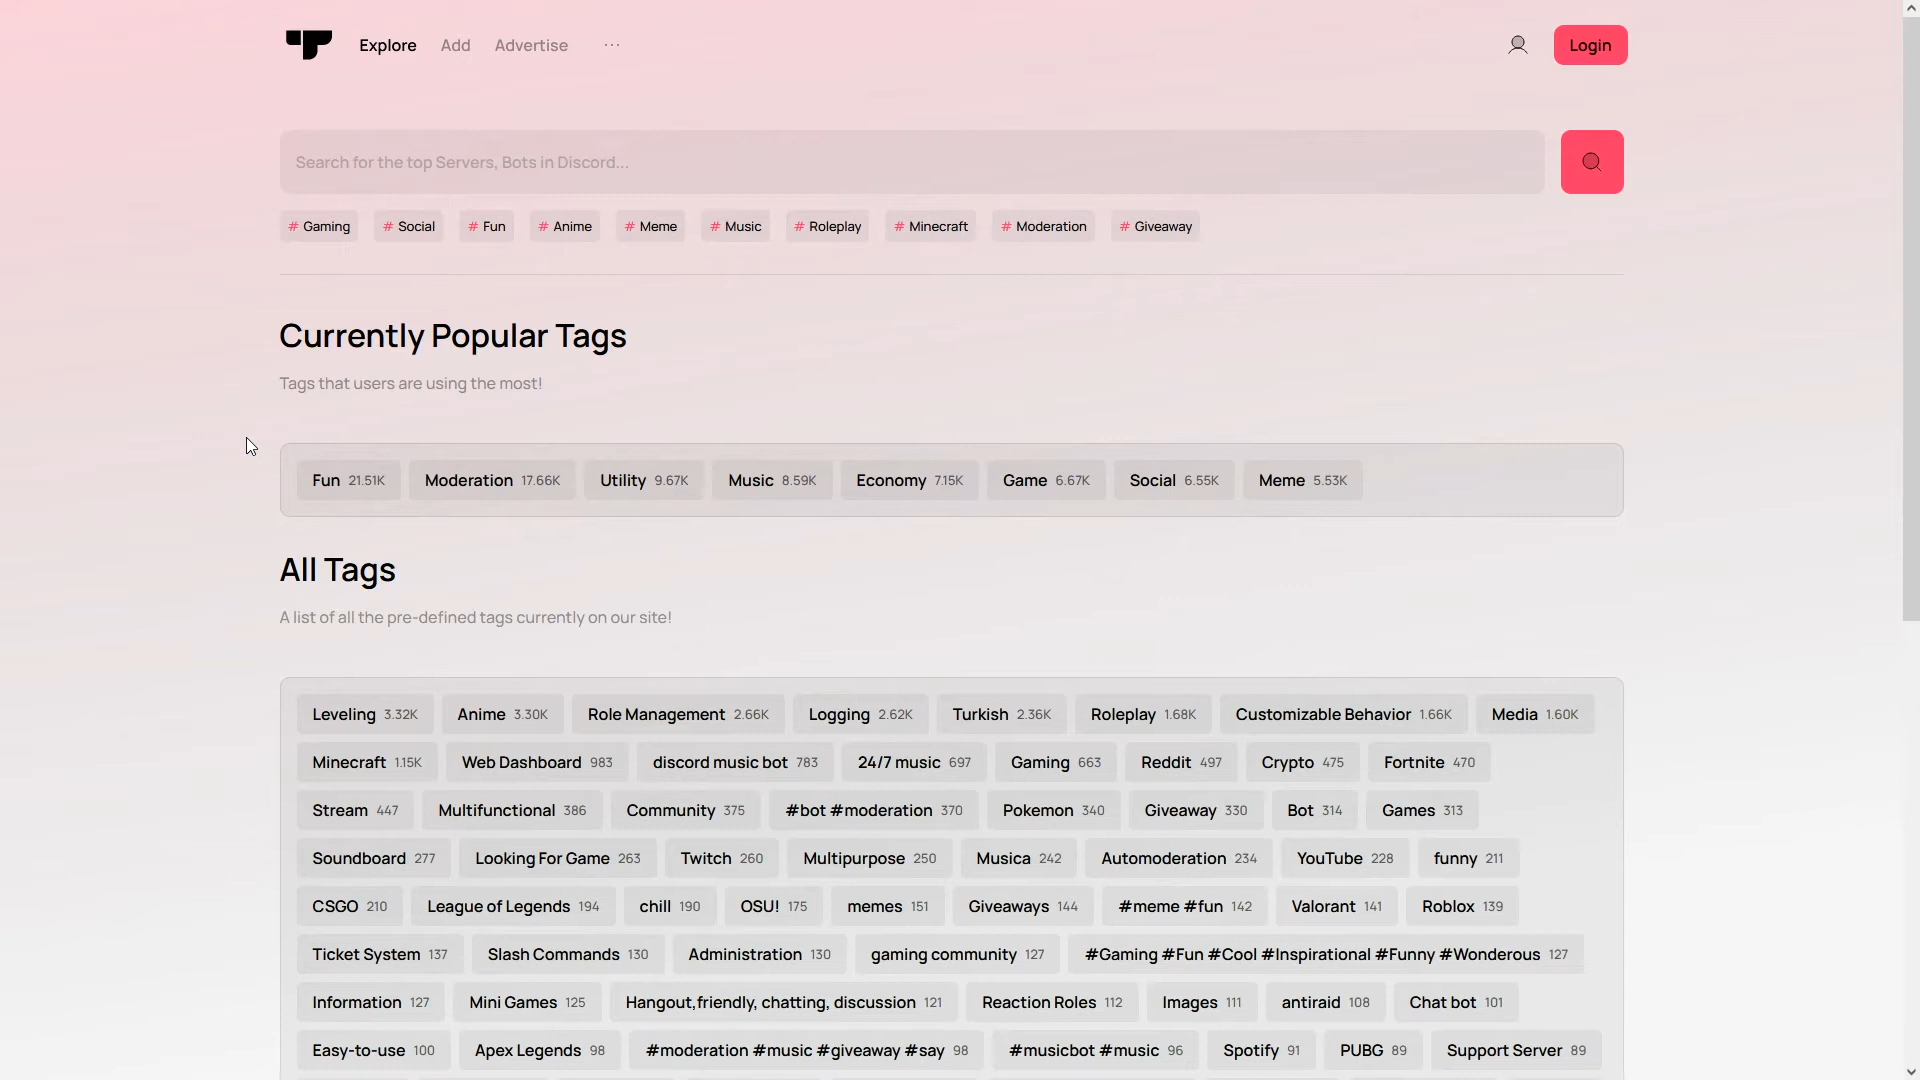 Explore Add Advertise ...
Login
Search for the top Servers, Bots in Discord...
# Gaming # Social # Fun # Anime # Meme # Music # Roleplay # Minecraft # Moderation # Giveaway
Currently Popular Tags
Tags that users are using the most!
Fun 21.51K Moderation 17.66K Utility 9.67K Music 8.59K Economy 7.15K Game 6.67K Social 6.55K Meme 5.53K
All Tags
A list of all the pre-defined tags currently on our site!
Leveling 3.32K Anime 3.30K Role Management 2.66K Logging 2.62K Turkish 2.36K Roleplay 1.68K Customizable Behavior 1.66K Media 1.60K
Minecraft 1.15K Web Dashboard 983 discord music bot 783 24/7 music 697 Gaming 663 Reddit 497 Crypto 475 Fortnite 470
Stream 447 Multifunctional 386 Community 375 #bot #moderation 370 Pokemon 340 Giveaway 330 Bot 314 Games 313
Soundboard 277 Looking For Game 263 Twitch 260 Multipurpose 250 Musica 242 Automoderation 234 YouTube 228 funny 211
CSGO 210 League of Legends 194 chill 190 OSU! 175 memes 151 Giveaways 144 #meme #fun 142 Valorant 141 Roblox 139
Ticket System 137 Slash Commands 130 Administration 130 gaming community 127 #Gaming #Fun #Cool #Inspirational #Funny #Wonderous 127
Information 127 Mini Games 125 Hangout,friendly, chatting, discussion 121 Reaction Roles 112 Images 111 antiraid 108 Chat bot 101
Easy-to-use 100 Apex Legends 98 #moderation #music #giveaway #say 98 #musicbot #music 96 Spotify 91 PUBG 89 Support Server 89